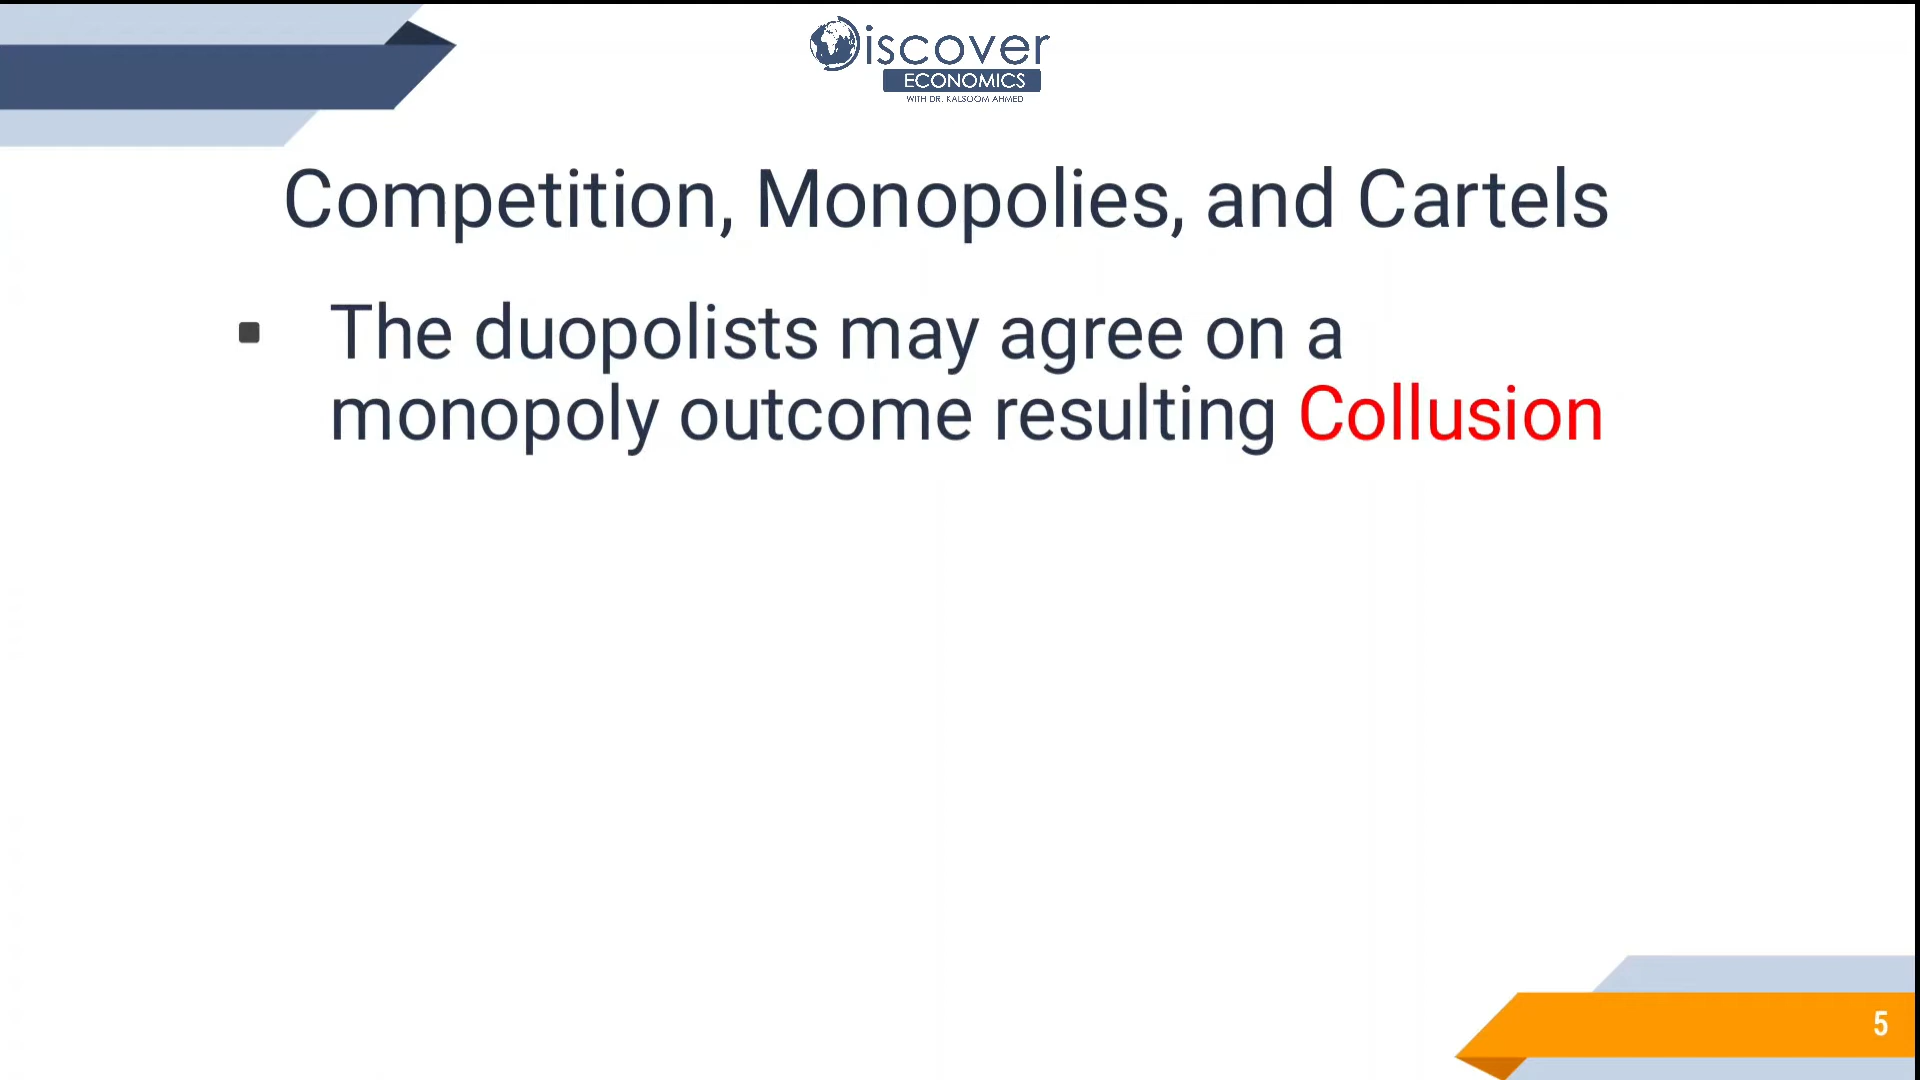 Discover
ECONOMICS
WITH DR. KALSOOM AHMED
Competition, Monopolies, and Cartels
The duopolists may agree on a
monopoly outcome resulting Collusion
5